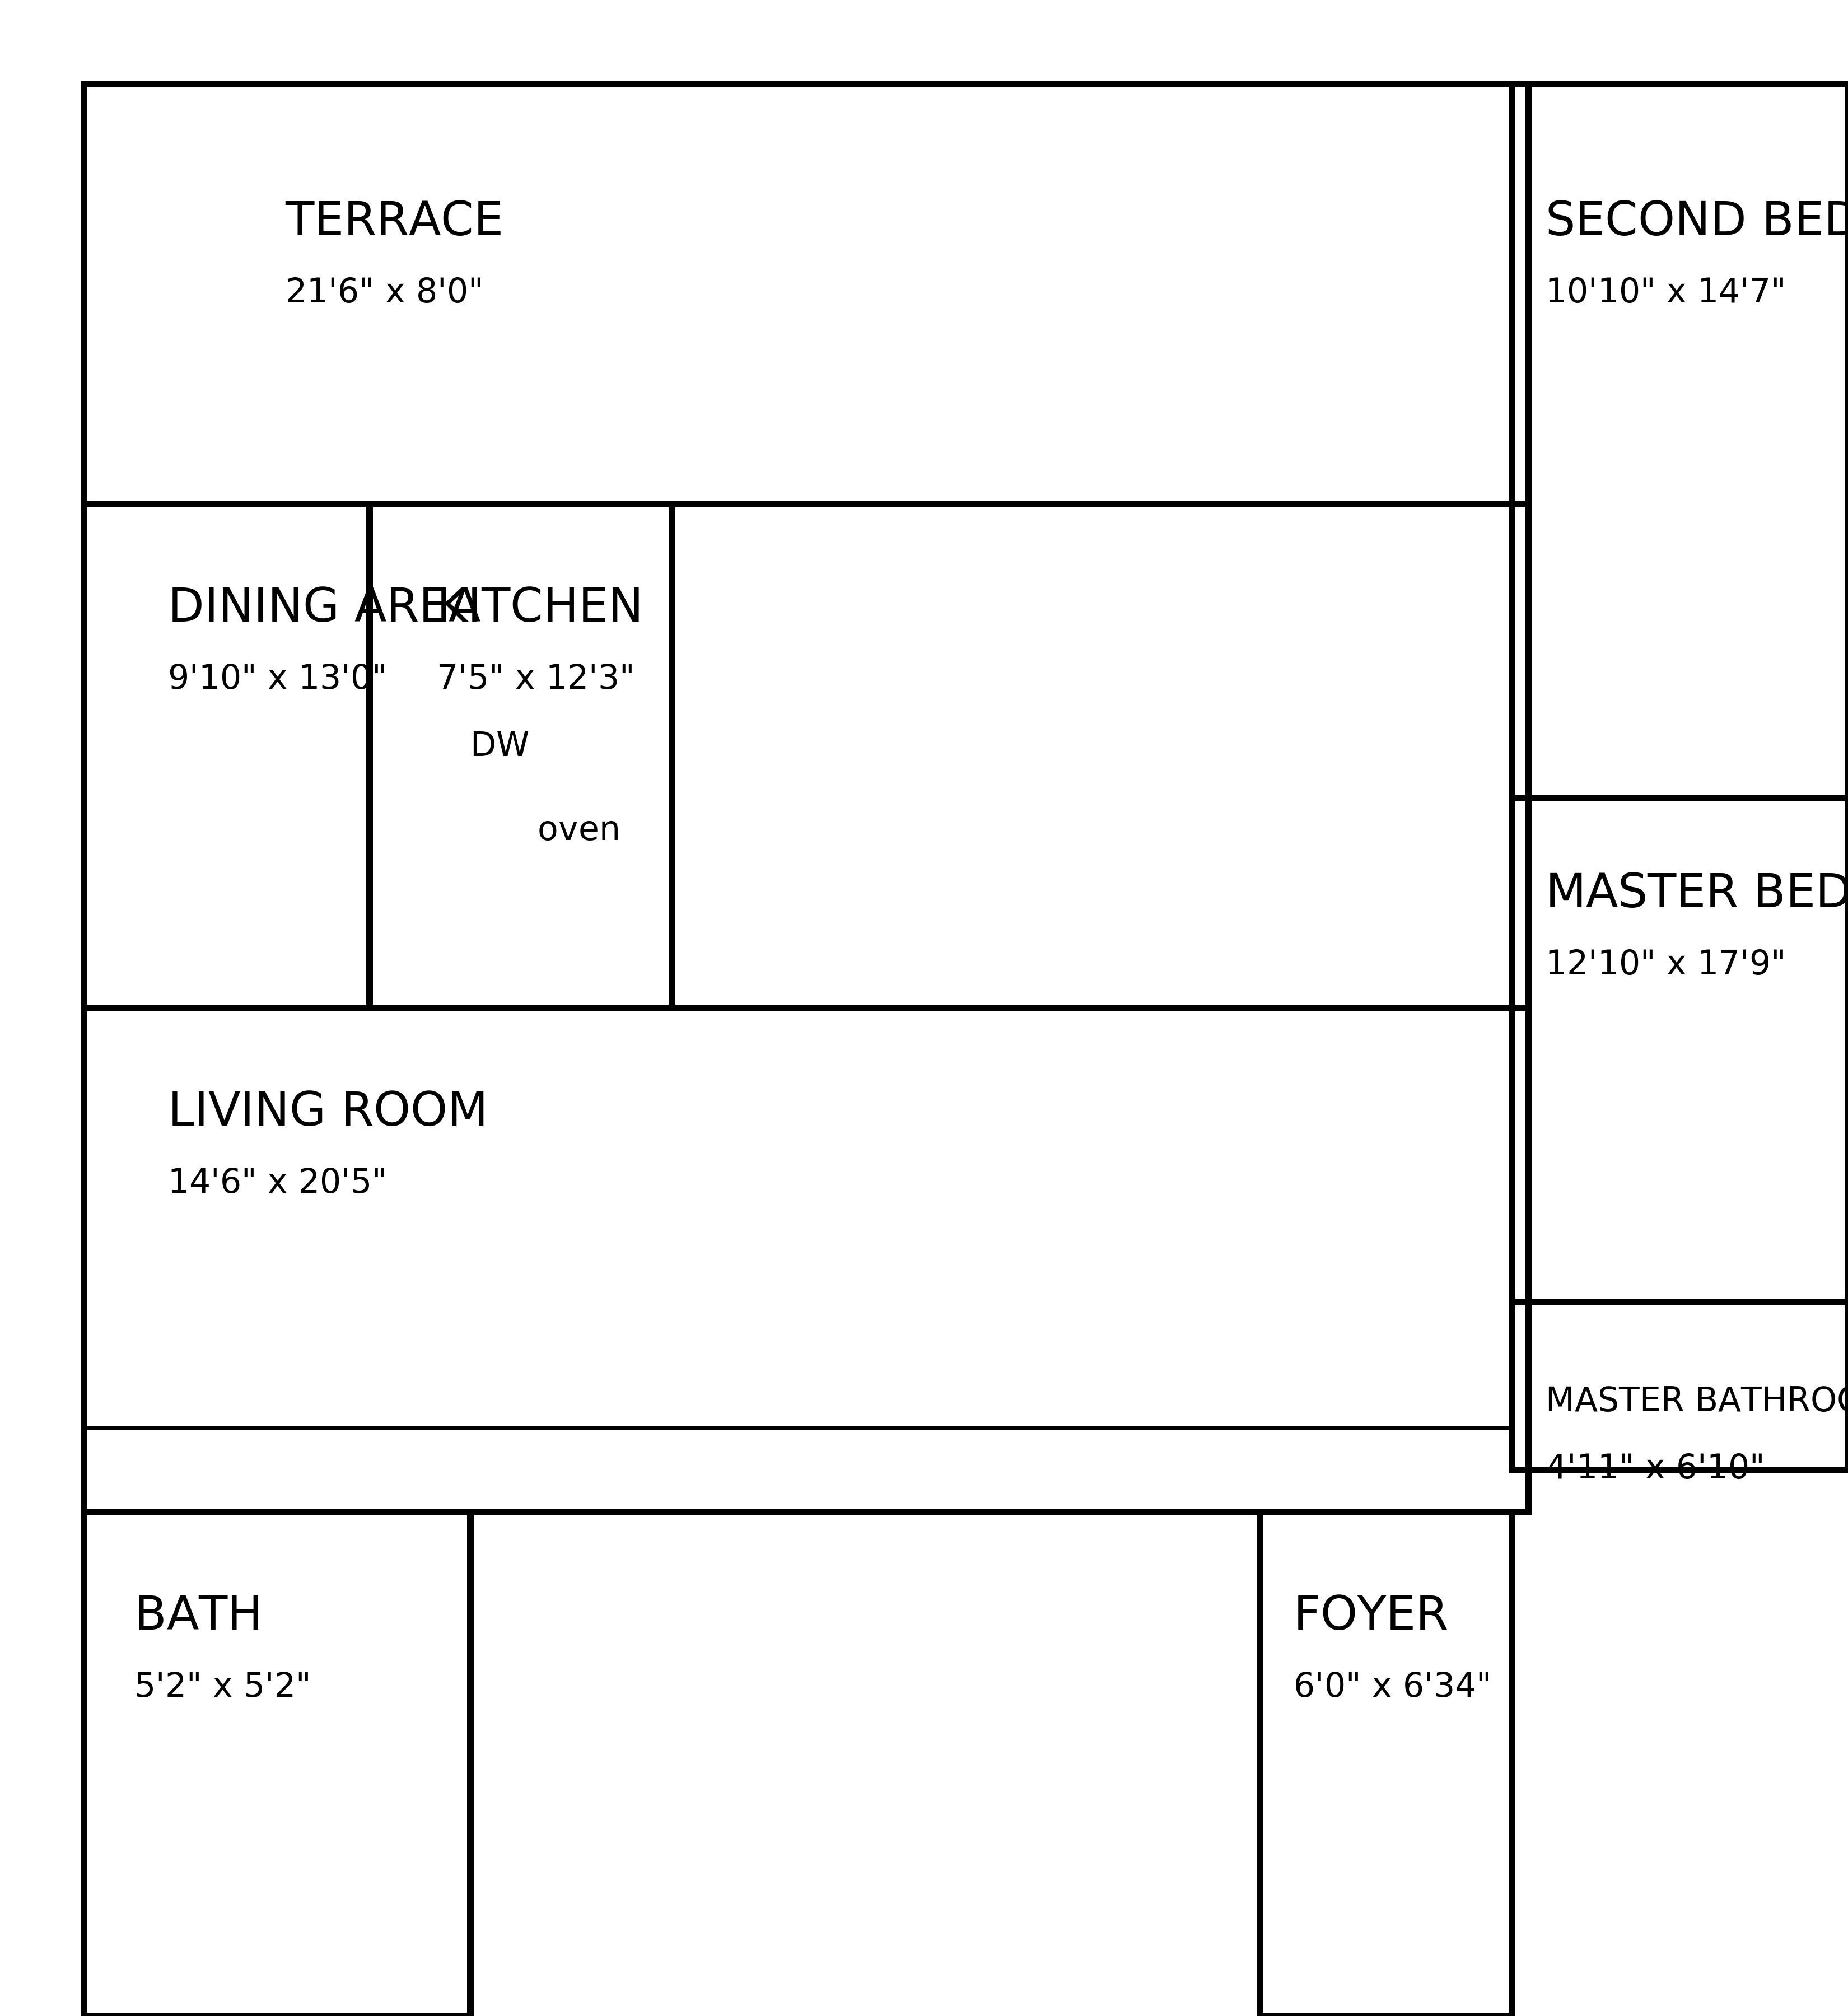 TERRACE
21'6" x 8'0"
SECOND BED
10'10" x 14'7"
DINING AREA
9'10" x 13'0"
KITCHEN
7'5" x 12'3"
DW
oven
MASTER BED
12'10" x 17'9"
LIVING ROOM
14'6" x 20'5"
MASTER BATHROO
4'11" x 6'10"
BATH
5'2" x 5'2"
FOYER
6'0" x 6'34"